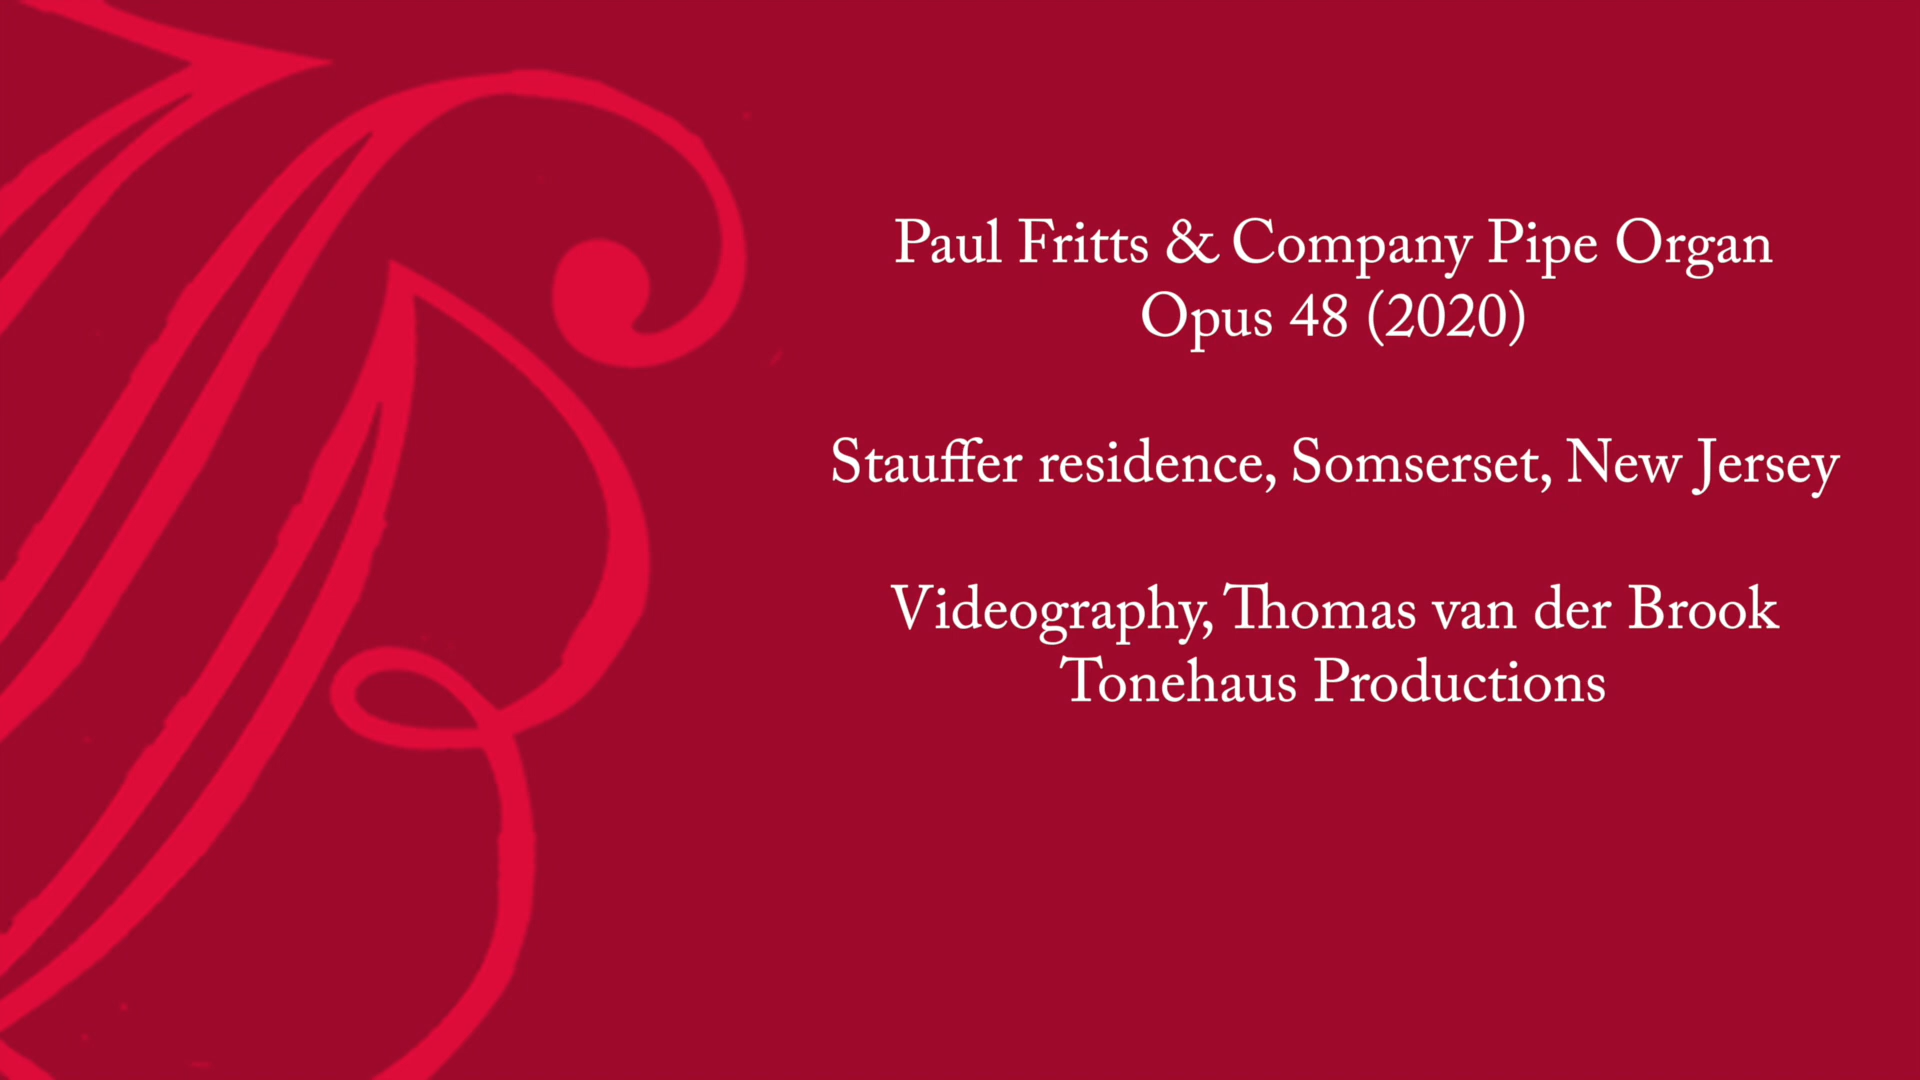 Paul Fritts & Company Pipe Organ
Opus 48 (2020)
Stauffer residence, Somserset, New Jersey
Videography, Thomas van der Brook
Tonehaus Productions